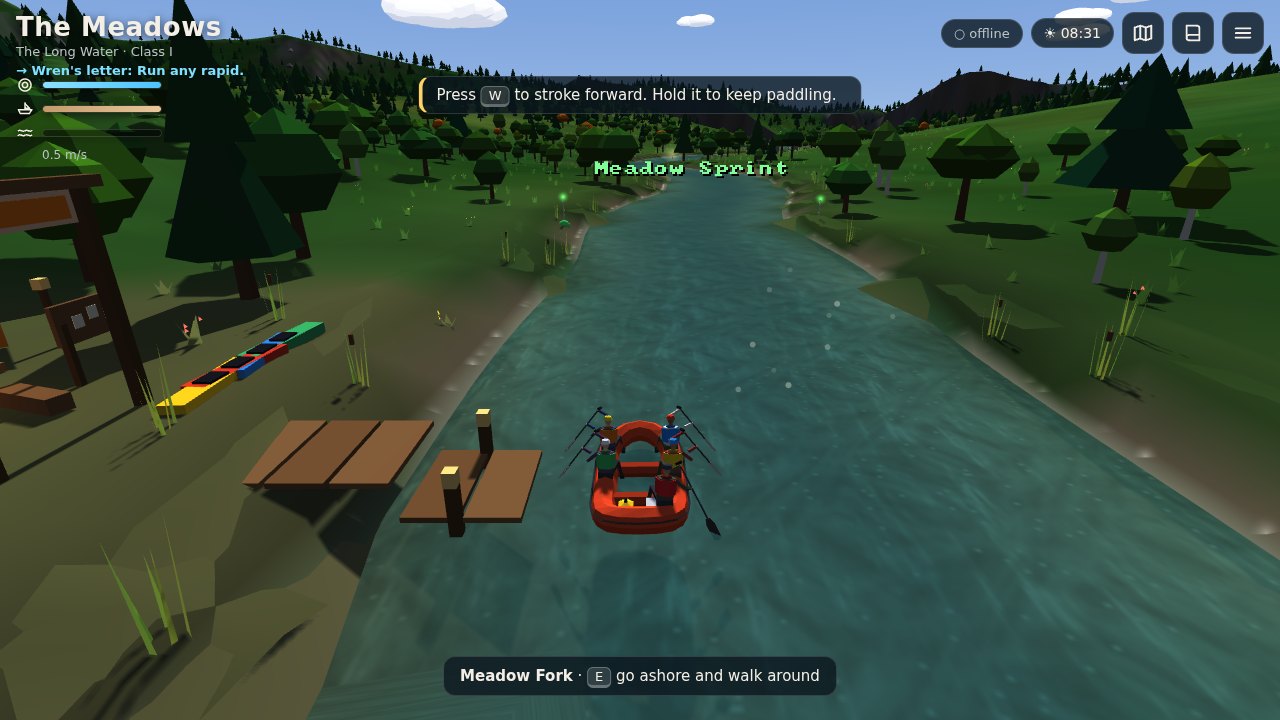 The Meadows
The Long Water · Class I
→ Wren's letter: Run any rapid.
0.5 m/s
offline
08:31
Press W to stroke forward. Hold it to keep paddling.
Meadow Sprint
Meadow Fork · E go ashore and walk around